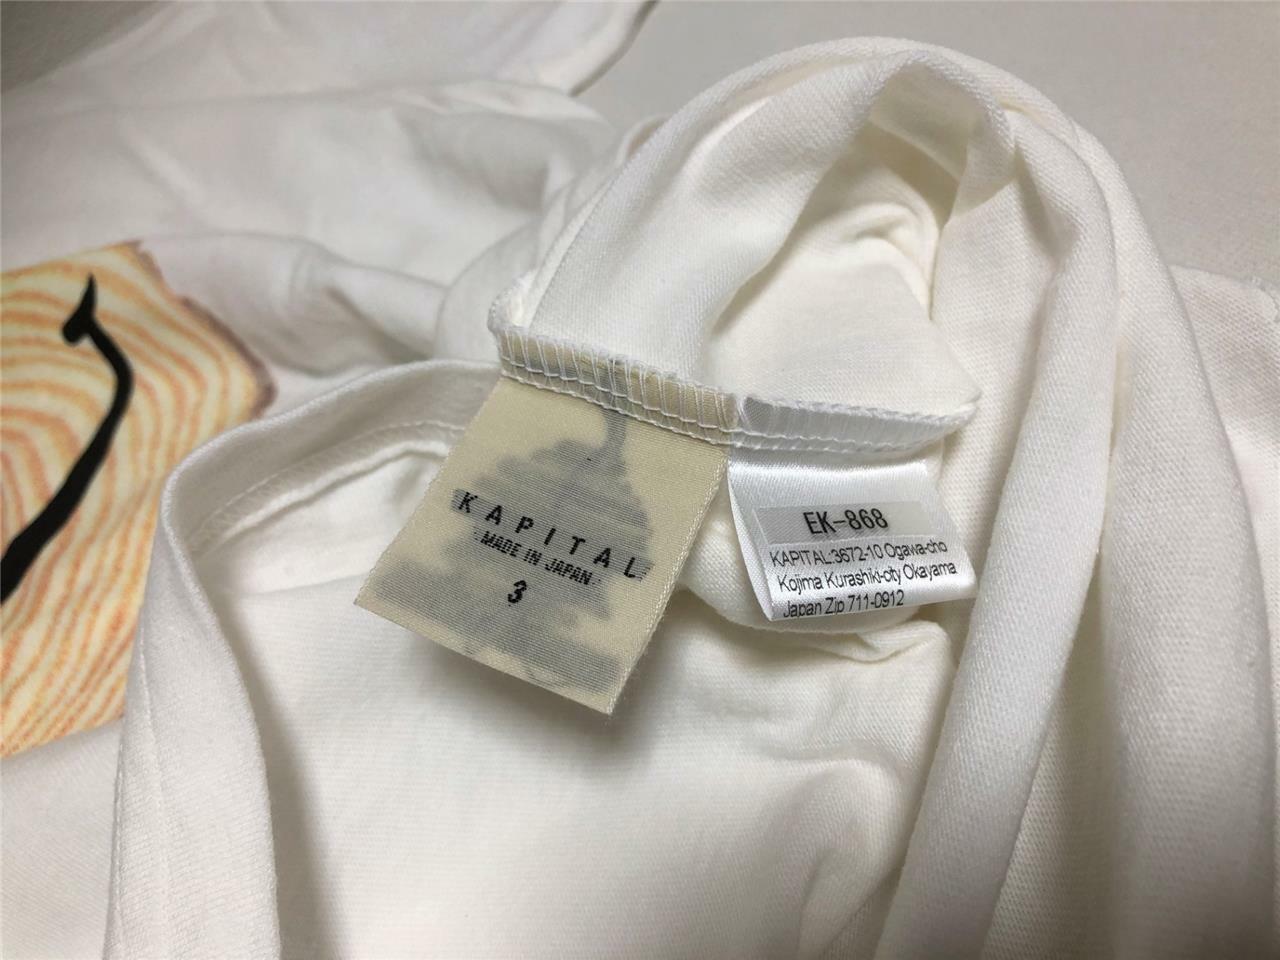 KAPITAL
MADE IN JAPAN
3
EK-868
KAPITAL:3672-10 Ogawa-cho
Kojima Kurashiki-city Okayama
Japan Zip 711-0912